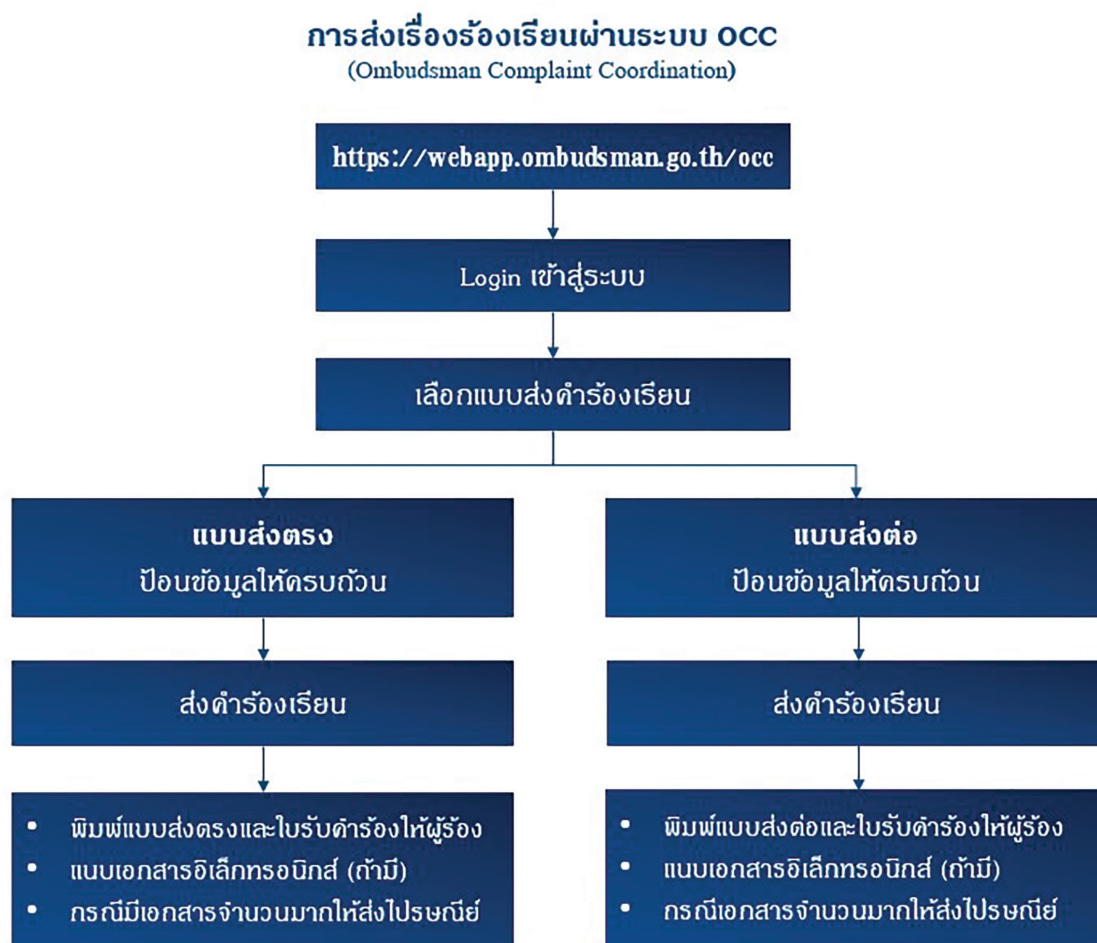 การส่งเรื่องร้องเรียนผ่านระบบ OCC
(Ombudsman Complaint Coordination)
https://webapp.ombudsman.go.th/occ
Login เข้าสู่ระบบ
เลือกแบบส่งคำร้องเรียน
แบบส่งตรง
ป้อนข้อมูลให้ครบถ้วน
ส่งคำร้องเรียน
• พิมพ์แบบส่งตรงและใบรับคำร้องให้ผู้ร้อง
• แนบเอกสารอิเล็กทรอนิกส์ (ถ้ามี)
• กรณีมีเอกสารจำนวนมากให้ส่งไปรษณีย์
แบบส่งต่อ
ป้อนข้อมูลให้ครบถ้วน
ส่งคำร้องเรียน
• พิมพ์แบบส่งต่อและใบรับคำร้องให้ผู้ร้อง
• แนบเอกสารอิเล็กทรอนิกส์ (ถ้ามี)
• กรณีเอกสารจำนวนมากให้ส่งไปรษณีย์